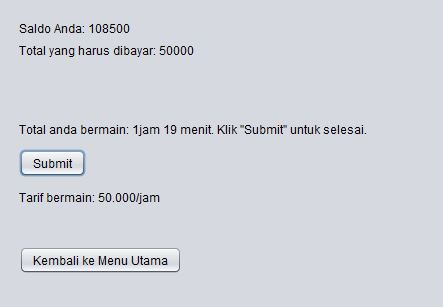 Saldo Anda: 108500
Total yang harus dibayar: 50000
Total anda bermain: 1jam 19 menit. Klik "Submit" untuk selesai.
Submit
Tarif bermain: 50.000/jam
Kembali ke Menu Utama